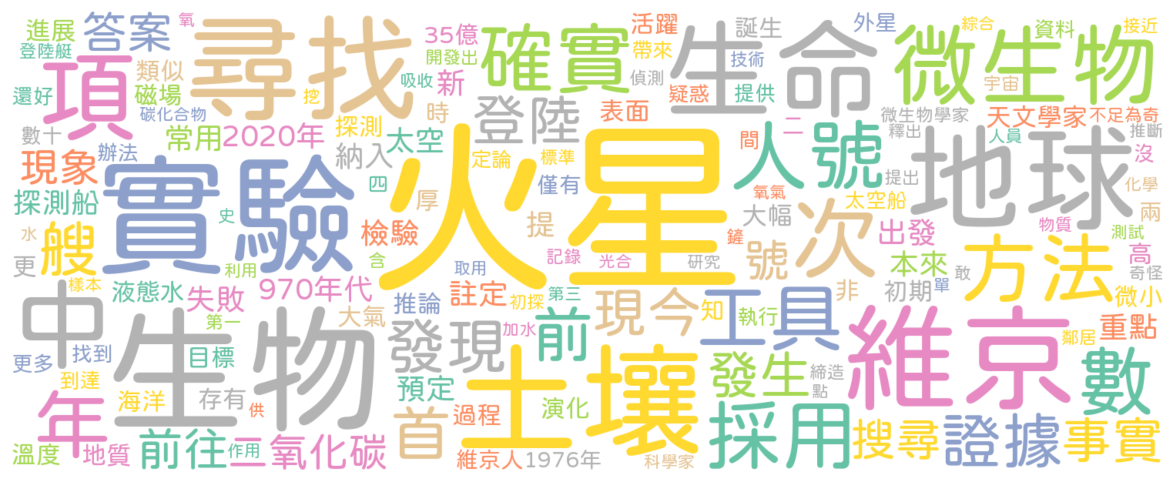 進展
答案
氧
尋找
35億
活躍
誕生
外星
綜合
資料
接近
登陸艇
開發出
確實
帶來
技術
生命
微生物
項
類似
吸收
新
偵測
宇宙
還好
磁場
挖
登陸
疑惑
提供
碳化合物
時
表面
微生物學家
天文學家
不足為奇
數十
常用
2020年
探測
太空
二
釋出
人員
推斷
現象
辦法
納入
定論
標準
間
人
號
地球
沒
實驗
火星
僅有
提出
化學
探測船
四
厚
氧氣
太空船
兩
史
提
大幅
次
物質
水
艘
檢驗
鏟
號
出發
測試
更
含
記錄
光合
研究
本來
敢
方法
高
奇怪
樣本
利用
取用
單
液態水
失敗
970年代
註定
初探
第三
現今
非
初期
微小
中
生物
第一
大氣
推論
知
工具
執行
維京
重點
更多
找到
目標
發現
加水
前
鄰居
到達
土壤
發生
締造
數
年
海洋
存有
供
預定
點
首
過程
演化
採用
搜尋
證據
事實
溫度
地質
前往
作用
二氧化碳
維京人
1976年
科學家